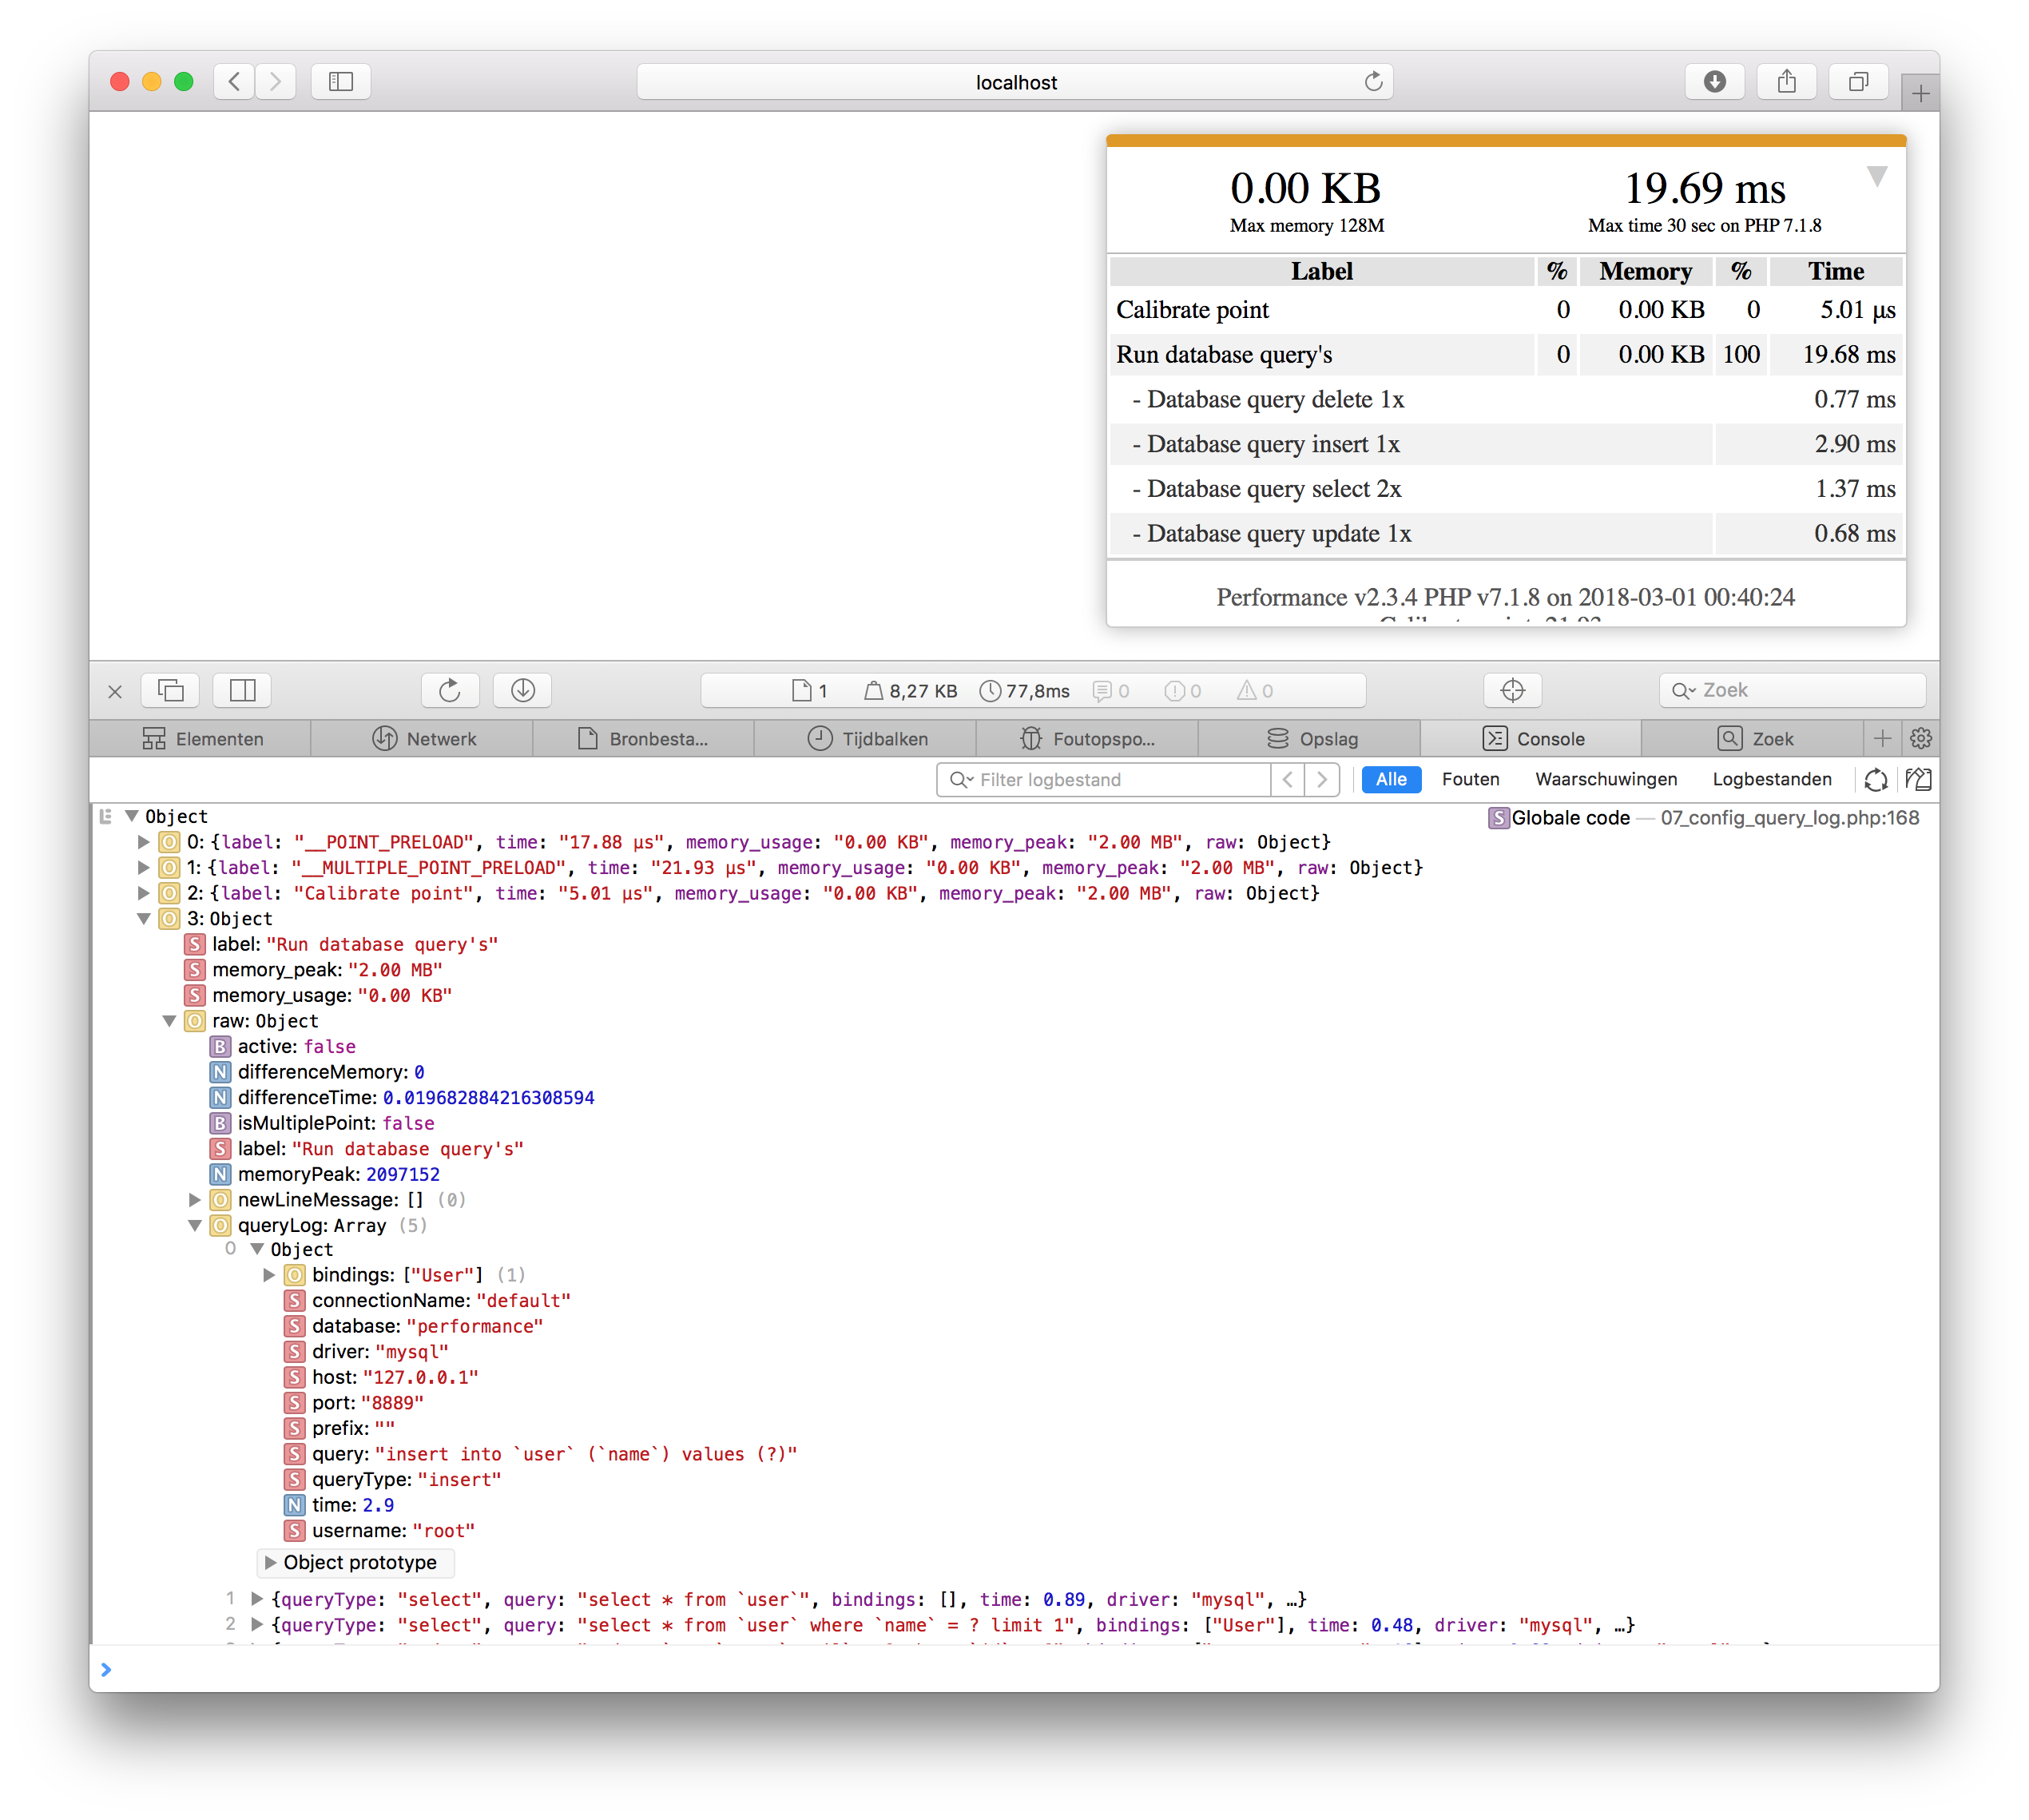 localhost
0.00 KB 19.69 ms
Max memory 128M Max time 30 sec on PHP 7.1.8
Label % Memory % Time
Calibrate point 0 0.00 KB 0 5.01 µs
Run database query's 0 0.00 KB 100 19.68 ms
- Database query delete 1x 0.77 ms
- Database query insert 1x 2.90 ms
- Database query select 2x 1.37 ms
- Database query update 1x 0.68 ms
Performance v2.3.4 PHP v7.1.8 on 2018-03-01 00:40:24
1 8,27 KB 77,8ms 0 0 0 Zoek
Elementen Netwerk Bronbesta... Tijdbalken Foutopspo... Opslag Console Zoek
Filter logbestand Alle Fouten Waarschuwingen Logbestanden
Object S Globale code — 07_config_query_log.php:168
O 0: {label: "__POINT_PRELOAD", time: "17.88 µs", memory_usage: "0.00 KB", memory_peak: "2.00 MB", raw: Object}
O 1: {label: "__MULTIPLE_POINT_PRELOAD", time: "21.93 µs", memory_usage: "0.00 KB", memory_peak: "2.00 MB", raw: Object}
O 2: {label: "Calibrate point", time: "5.01 µs", memory_usage: "0.00 KB", memory_peak: "2.00 MB", raw: Object}
O 3: Object
S label: "Run database query's"
S memory_peak: "2.00 MB"
S memory_usage: "0.00 KB"
O raw: Object
B active: false
N differenceMemory: 0
N differenceTime: 0.019682884216308594
B isMultiplePoint: false
S label: "Run database query's"
N memoryPeak: 2097152
O newLineMessage: [] (0)
O queryLog: Array (5)
0 Object
O bindings: ["User"] (1)
S connectionName: "default"
S database: "performance"
S driver: "mysql"
S host: "127.0.0.1"
S port: "8889"
S prefix: ""
S query: "insert into `user` (`name`) values (?)"
S queryType: "insert"
N time: 2.9
S username: "root"
Object prototype
1 {queryType: "select", query: "select * from `user`", bindings: [], time: 0.89, driver: "mysql", …}
2 {queryType: "select", query: "select * from `user` where `name` = ? limit 1", bindings: ["User"], time: 0.48, driver: "mysql", …}